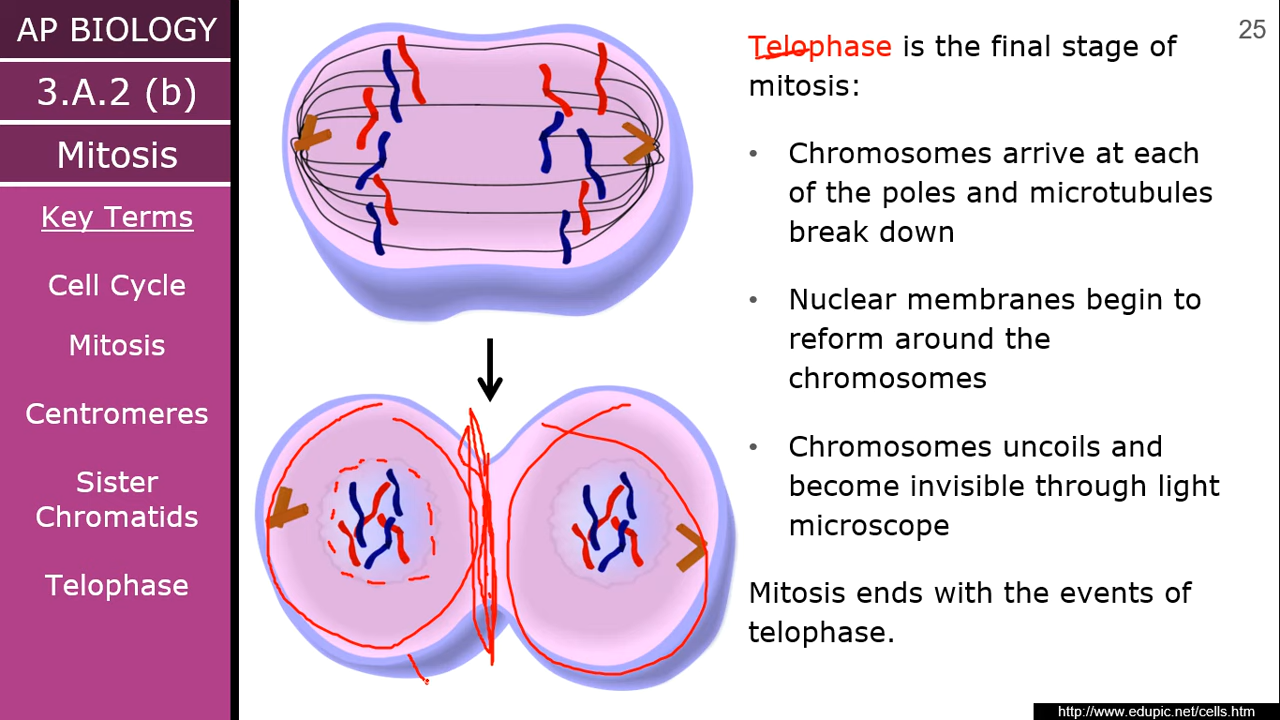 AP BIOLOGY
3.A.2 (b)
Mitosis
Key Terms
Cell Cycle
Mitosis
Centromeres
Sister
Chromatids
Telophase
25
Telophase is the final stage of
mitosis:
• Chromosomes arrive at each
of the poles and microtubules
break down
• Nuclear membranes begin to
reform around the
chromosomes
• Chromosomes uncoils and
become invisible through light
microscope
Mitosis ends with the events of
telophase.
http://www.edupic.net/cells.htm